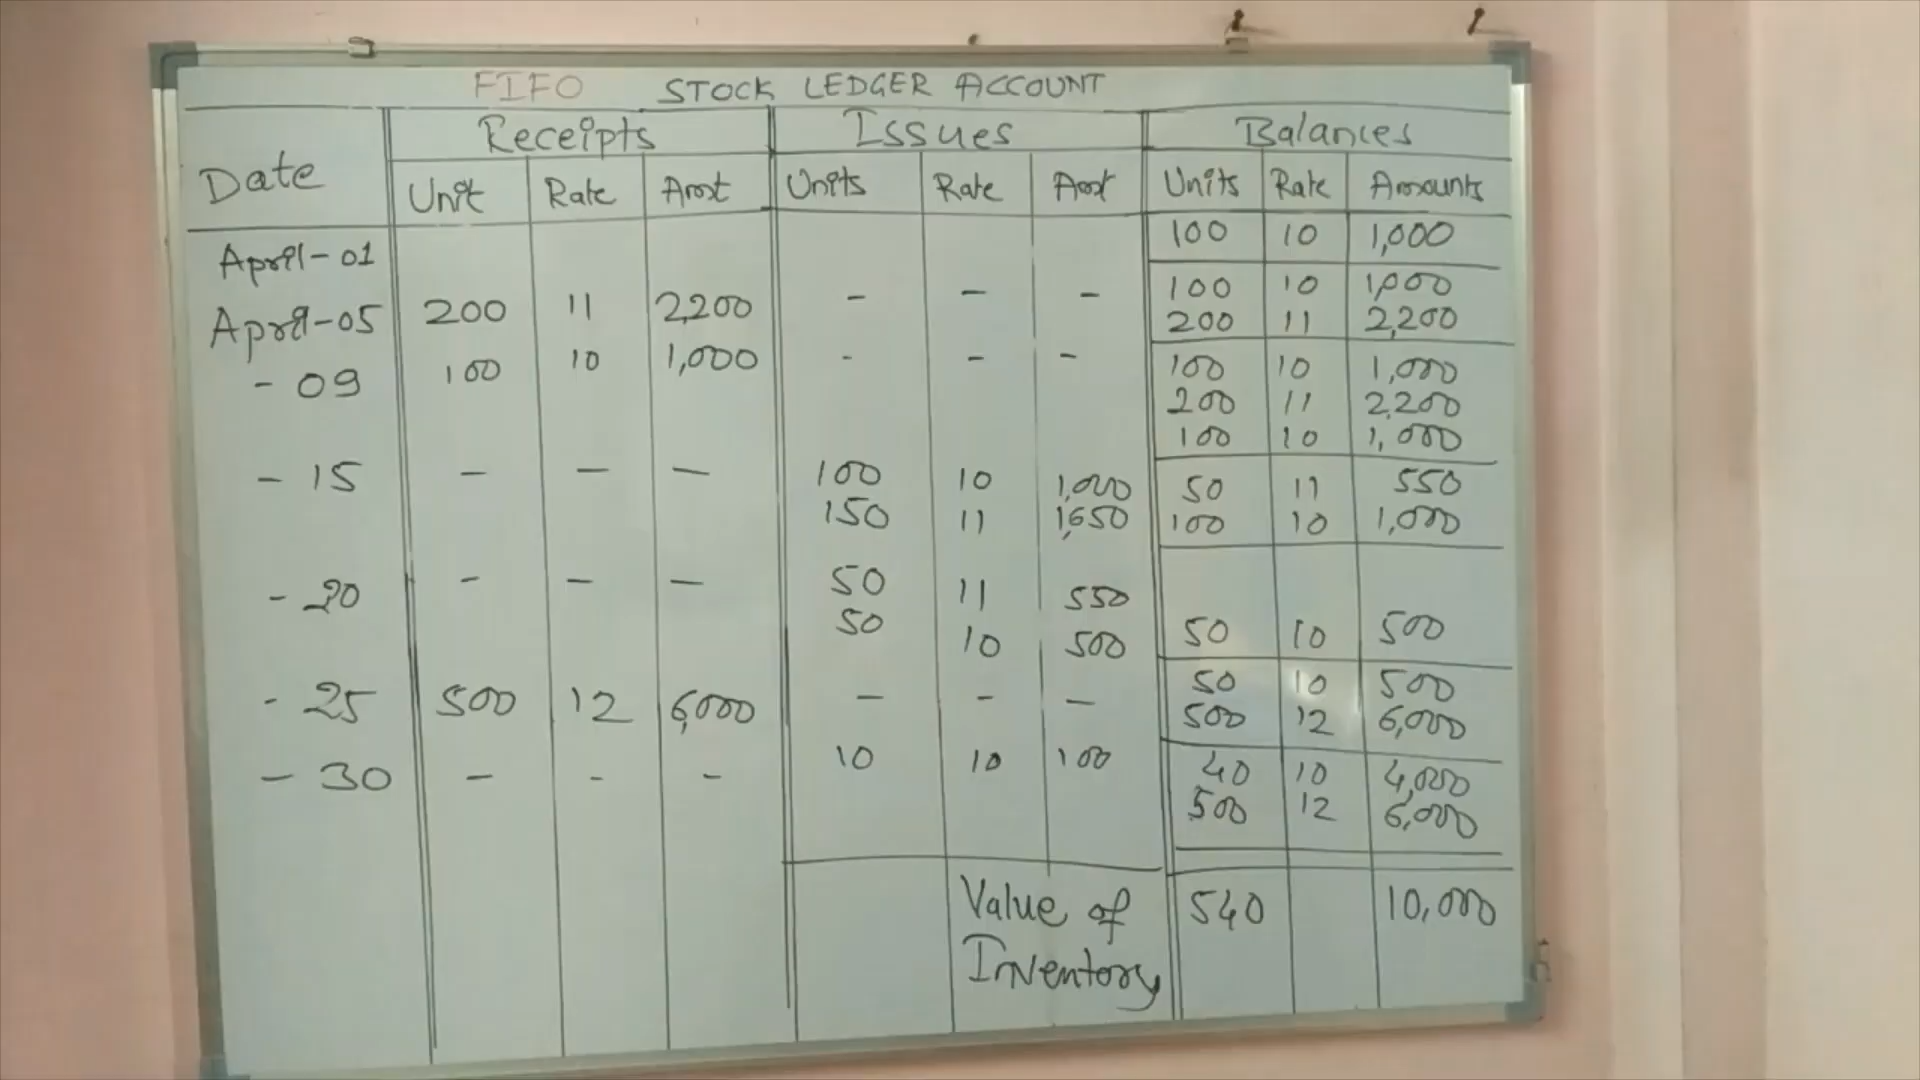 FIFO STOCK LEDGER ACCOUNT
Receipts Issues Balances
Date Unit Rate Amt Units Rate Amt Units Rate Amounts
April-01 100 10 1,000
April-05 200 11 2,200 - - - 100 10 1,000
200 11 2,200
- 09 100 10 1,000 - - - 100 10 1,000
200 11 2,200
100 10 1,000
- 15 - - - 100 10 1,000 50 11 550
150 11 1,650 100 10 1,000
- 20 - - - 50 11 550
50 10 500 50 10 500
- 25 500 12 6,000 - - - 50 10 500
500 12 6,000
- 30 - - - 10 10 100 40 10 4,000
500 12 6,000
Value of 540 10,000
Inventory